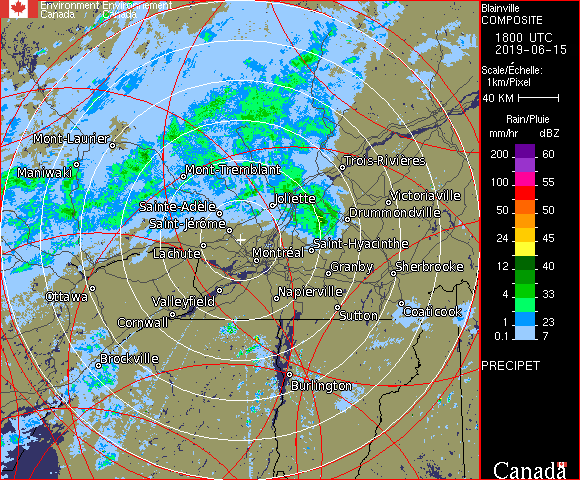 Environment Environnement
Canada Canada
Blainville
COMPOSITE
1800 UTC
2019-06-15
Scale/Échelle:
1km/Pixel
40 KM
Rain/Pluie
mm/hr dBZ
200 60
100 55
50 50
24 45
12 40
4 33
1 23
0.1 7
PRECIPET
Canada
Mont-Laurier
Maniwaki
Mont-Tremblant
Trois-Rivières
Sainte-Adele
Joliette
Victoriaville
Drummondville
Saint-Jérôme
Lachute
Montréal
Saint-Hyacinthe
Granby
Sherbrooke
Ottawa
Valleyfield
Napierville
Cornwall
Sutton
Coaticook
Brockville
Burlington